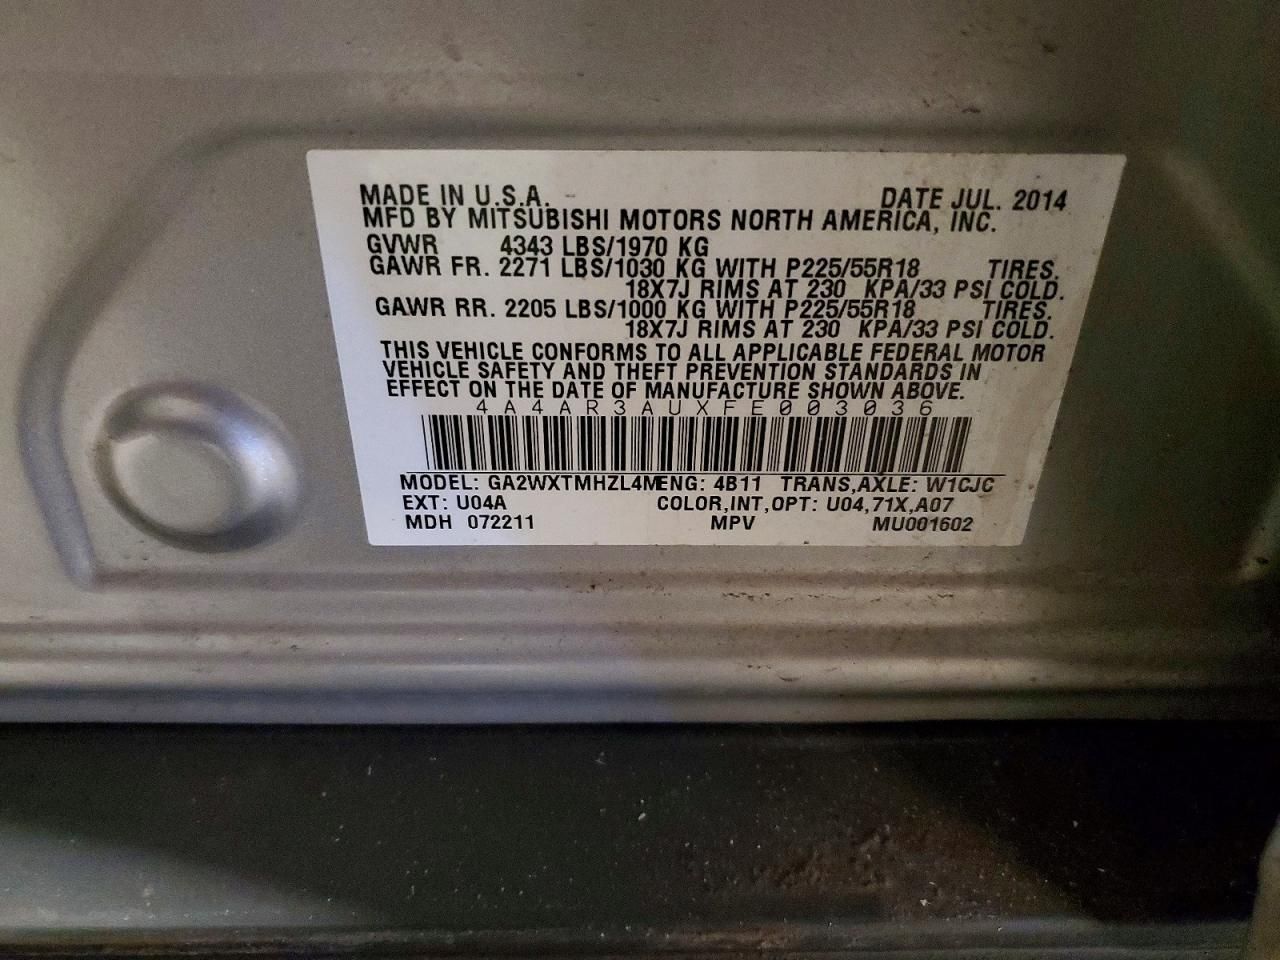 MADE IN U.S.A. DATE JUL. 2014
MFD BY MITSUBISHI MOTORS NORTH AMERICA, INC.
GVWR 4343 LBS/1970 KG
GAWR FR. 2271 LBS/1030 KG WITH P225/55R18 TIRES.
18X7J RIMS AT 230 KPA/33 PSI COLD.
GAWR RR. 2205 LBS/1000 KG WITH P225/55R18 TIRES.
18X7J RIMS AT 230 KPA/33 PSI COLD.
THIS VEHICLE CONFORMS TO ALL APPLICABLE FEDERAL MOTOR
VEHICLE SAFETY AND THEFT PREVENTION STANDARDS IN
EFFECT ON THE DATE OF MANUFACTURE SHOWN ABOVE.
4A4AR3AUXFE003036
MODEL: GA2WXTMHZL4MENG: 4B11 TRANS,AXLE: W1CJC
EXT: U04A COLOR,INT,OPT: U04,71X,A07
MDH 072211 MPV MU001602